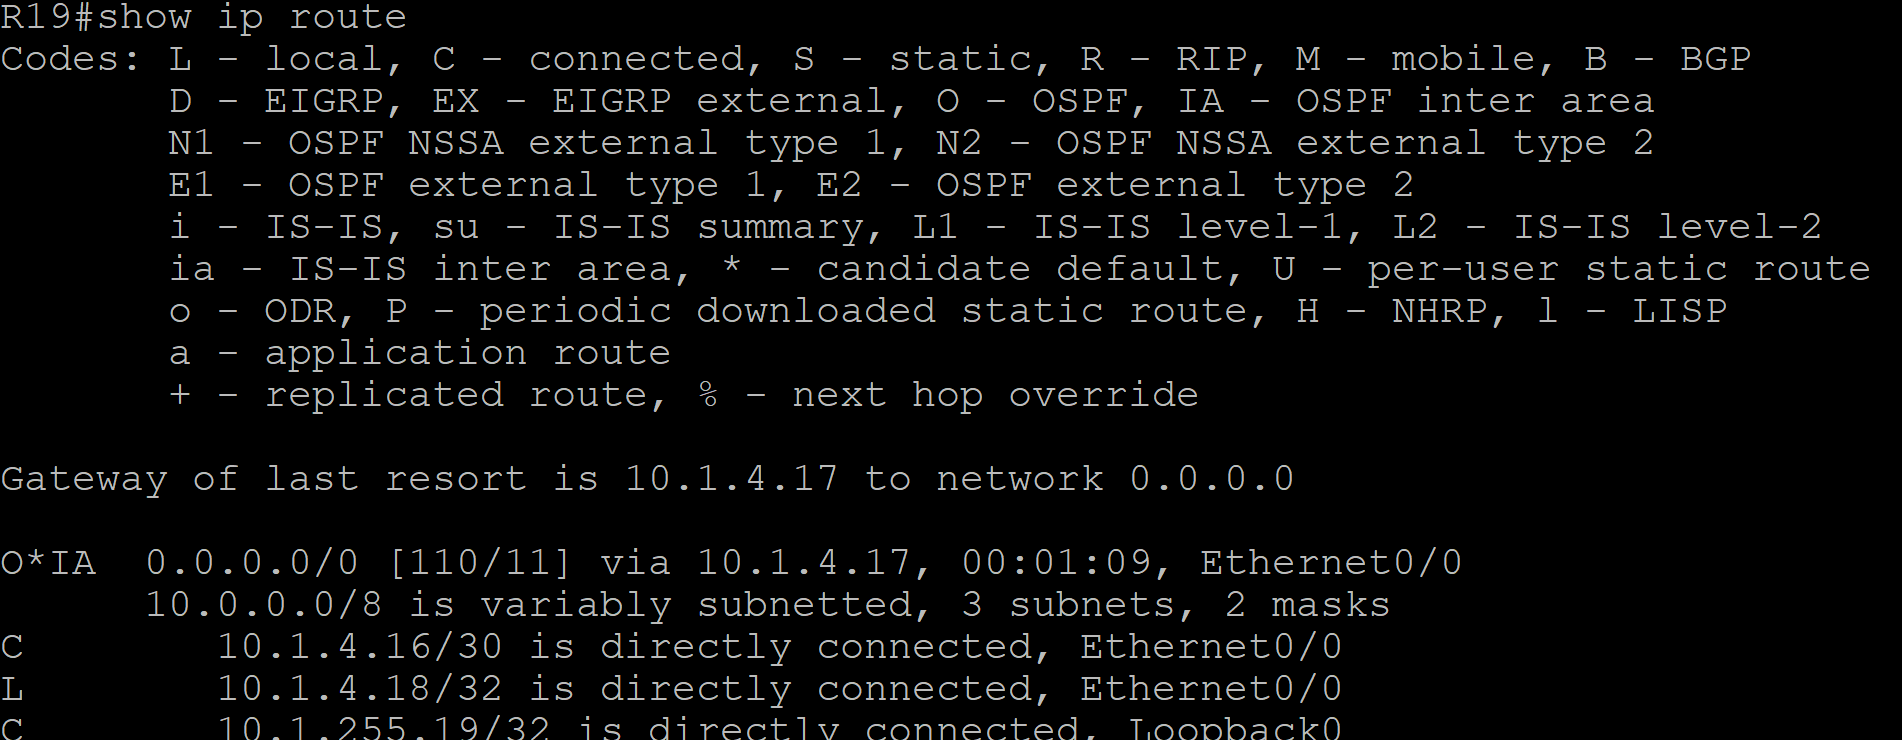 R19#show ip route
Codes: L - local, C - connected, S - static, R - RIP, M - mobile, B - BGP
       D - EIGRP, EX - EIGRP external, O - OSPF, IA - OSPF inter area
       N1 - OSPF NSSA external type 1, N2 - OSPF NSSA external type 2
       E1 - OSPF external type 1, E2 - OSPF external type 2
       i - IS-IS, su - IS-IS summary, L1 - IS-IS level-1, L2 - IS-IS level-2
       ia - IS-IS inter area, * - candidate default, U - per-user static route
       o - ODR, P - periodic downloaded static route, H - NHRP, l - LISP
       a - application route
       + - replicated route, % - next hop override

Gateway of last resort is 10.1.4.17 to network 0.0.0.0

O*IA  0.0.0.0/0 [110/11] via 10.1.4.17, 00:01:09, Ethernet0/0
      10.0.0.0/8 is variably subnetted, 3 subnets, 2 masks
C        10.1.4.16/30 is directly connected, Ethernet0/0
L        10.1.4.18/32 is directly connected, Ethernet0/0
C        10.1.255.19/32 is directly connected, Loopback0